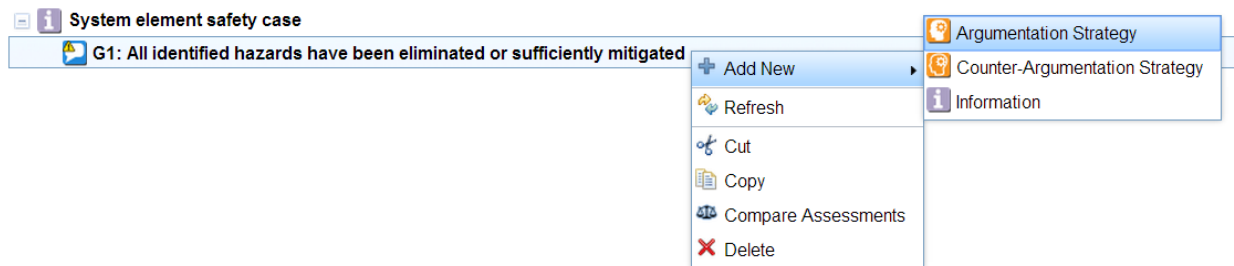 System element safety case
G1: All identified hazards have been eliminated or sufficiently mitigated
Add New
Refresh
Cut
Copy
Compare Assessments
Delete
Argumentation Strategy
Counter-Argumentation Strategy
Information